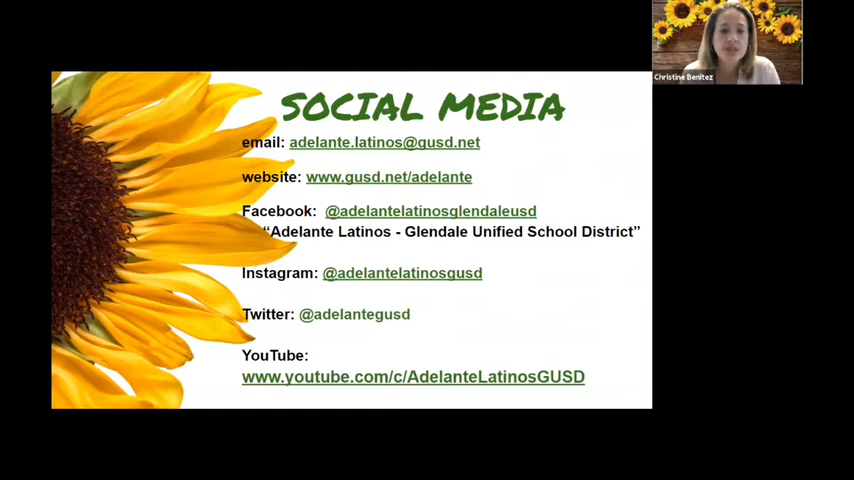 SOCIAL MEDIA
email: adelante.latinos@gusd.net
website: www.gusd.net/adelante
Facebook: @adelantelatinosglendaleusd
"Adelante Latinos - Glendale Unified School District"
Instagram: @adelantelatinosgusd
Twitter: @adelantegusd
YouTube:
www.youtube.com/c/AdelanteLatinosGUSD
Christine Benitez